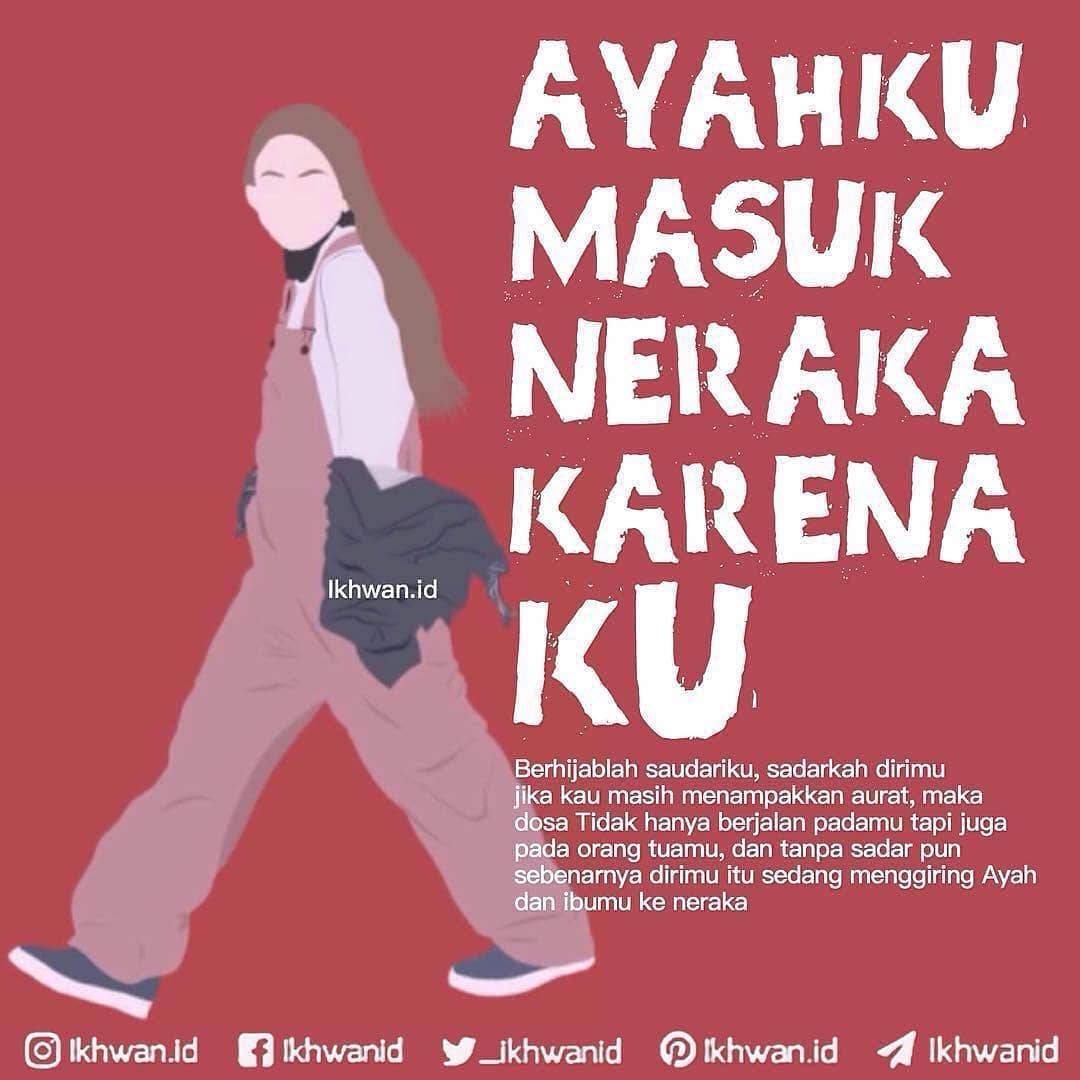 AYAHKU
MASUK
NERAKA
KARENA
KU
Ikhwan.id
Berhijablah saudariku, sadarkah dirimu
jika kau masih menampakkan aurat, maka
dosa Tidak hanya berjalan padamu tapi juga
pada orang tuamu, dan tanpa sadar pun
sebenarnya dirimu itu sedang menggiring Ayah
dan ibumu ke neraka
Ikhwan.id Ikhwanid _ikhwanid Ikhwan.id Ikhwanid